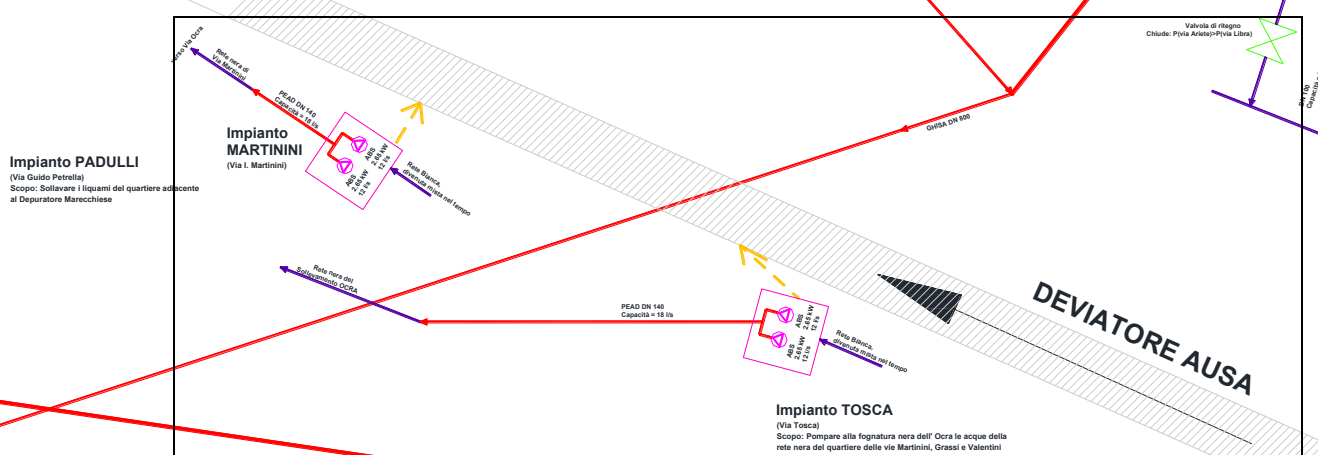 Verso Via Ocra
Rete nera di
Via Martinini
PEAD DN 140
Capacità = 18 l/s
Impianto
MARTININI
(Via I. Martinini)
ABS
2.65 kW
12 l/s
ABS
2.65 kW
12 l/s
Rete Bianca,
divenuta mista nel tempo
Impianto PADULLI
(Via Guido Petrella)
Scopo: Sollavare i liquami del quartiere adiacente
al Depuratore Marecchiese
GHISA DN 800
Valvola di ritegno
Chiude: P(via Ariete)>P(via Libra)
DN 100
Capacità
Rete nera del
Sollevamento OCRA
PEAD DN 140
Capacità = 18 l/s
ABS
2.65 kW
12 l/s
ABS
2.65 kW
12 l/s
Rete Bianca,
divenuta mista nel tempo
DEVIATORE AUSA
Impianto TOSCA
(Via Tosca)
Scopo: Pompare alla fognatura nera dell' Ocra le acque della
rete nera del quartiere delle vie Martinini, Grassi e Valentini